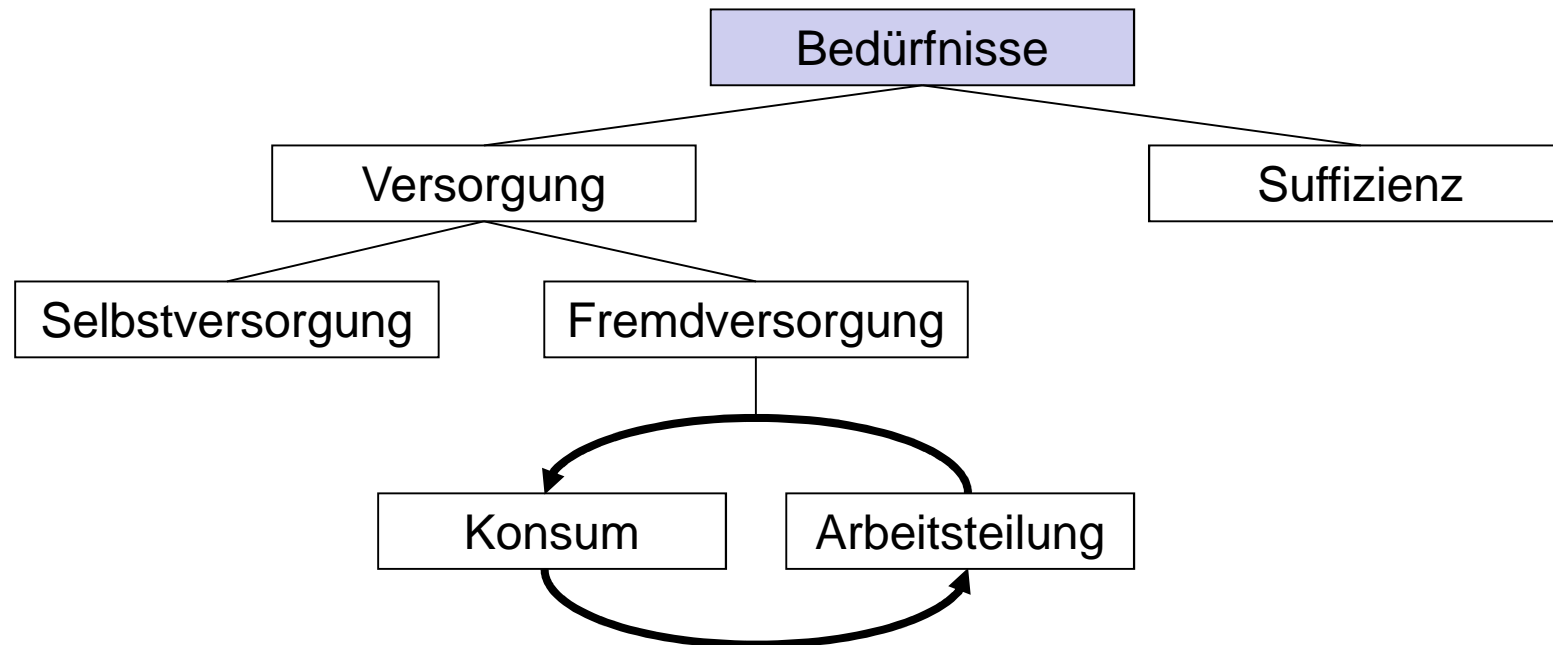 Bedürfnisse
Versorgung
Suffizienz
Selbstversorgung
Fremdversorgung
Konsum
Arbeitsteilung